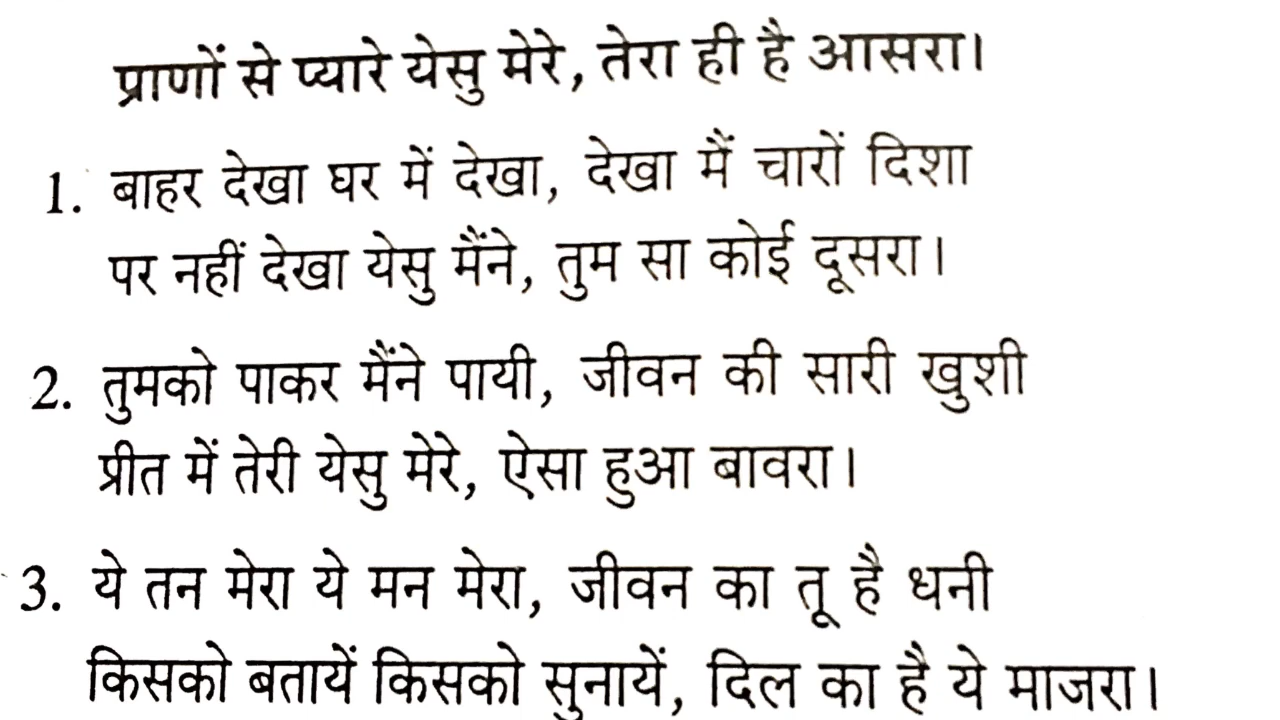 प्राणों से प्यारे येसु मेरे, तेरा ही है आसरा।
1. बाहर देखा घर में देखा, देखा मैं चारों दिशा
पर नहीं देखा येसु मैंने, तुम सा कोई दूसरा।
2. तुमको पाकर मैंने पायी, जीवन की सारी खुशी
प्रीत में तेरी येसु मेरे, ऐसा हुआ बावरा।
3. ये तन मेरा ये मन मेरा, जीवन का तू है धनी
किसको बतायें किसको सुनायें, दिल का है ये माजरा।